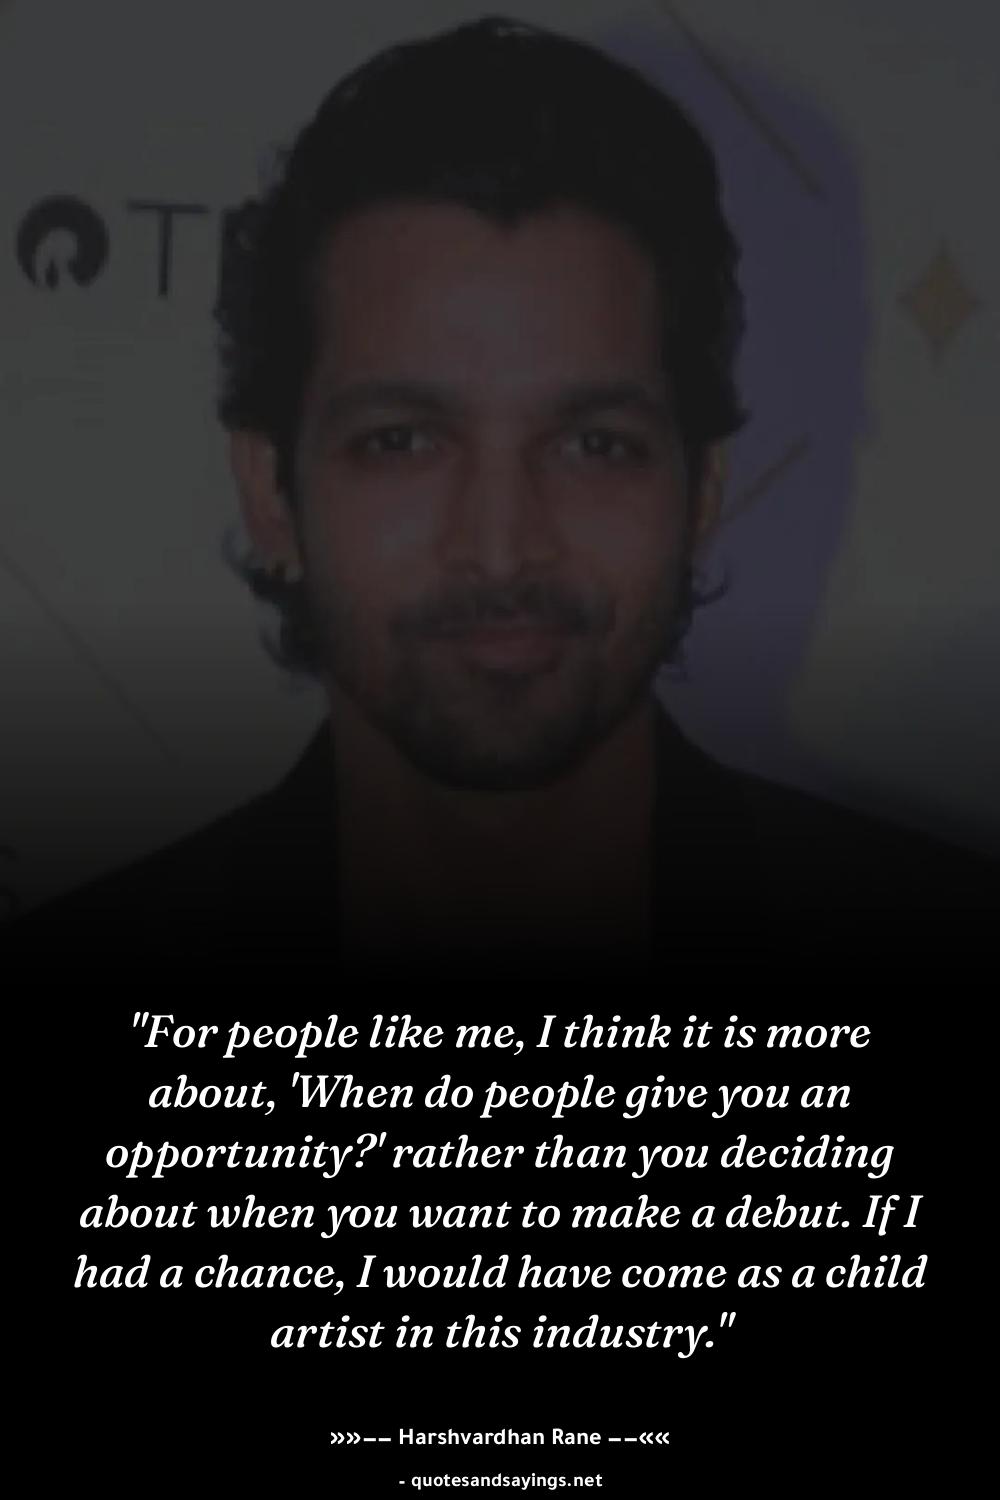 T
"For people like me, I think it is more
about, 'When do people give you an
opportunity?' rather than you deciding
about when you want to make a debut. If I
had a chance, I would have come as a child
artist in this industry."
»»–– Harshvardhan Rane ––««
- quotesandsayings.net